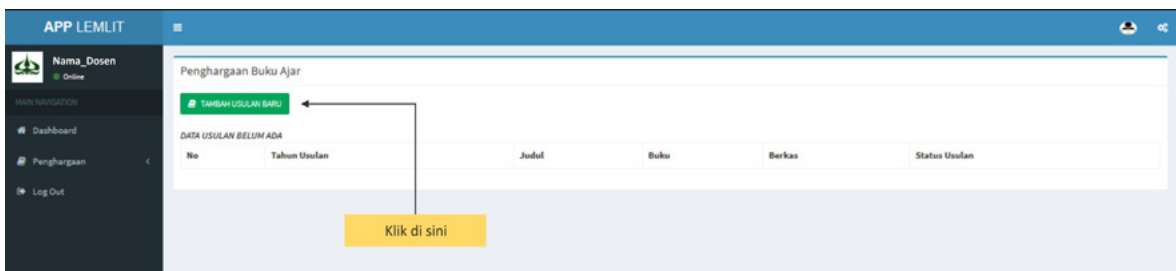 APP LEMLIT
Nama_Dosen
Online
MAIN NAVIGATION
Dashboard
Penghargaan
Log Out
Penghargaan Buku Ajar
TAMBAH USULAN BARU
DATA USULAN BELUM ADA
No Tahun Usulan Judul Buku Berkas Status Usulan
Klik di sini